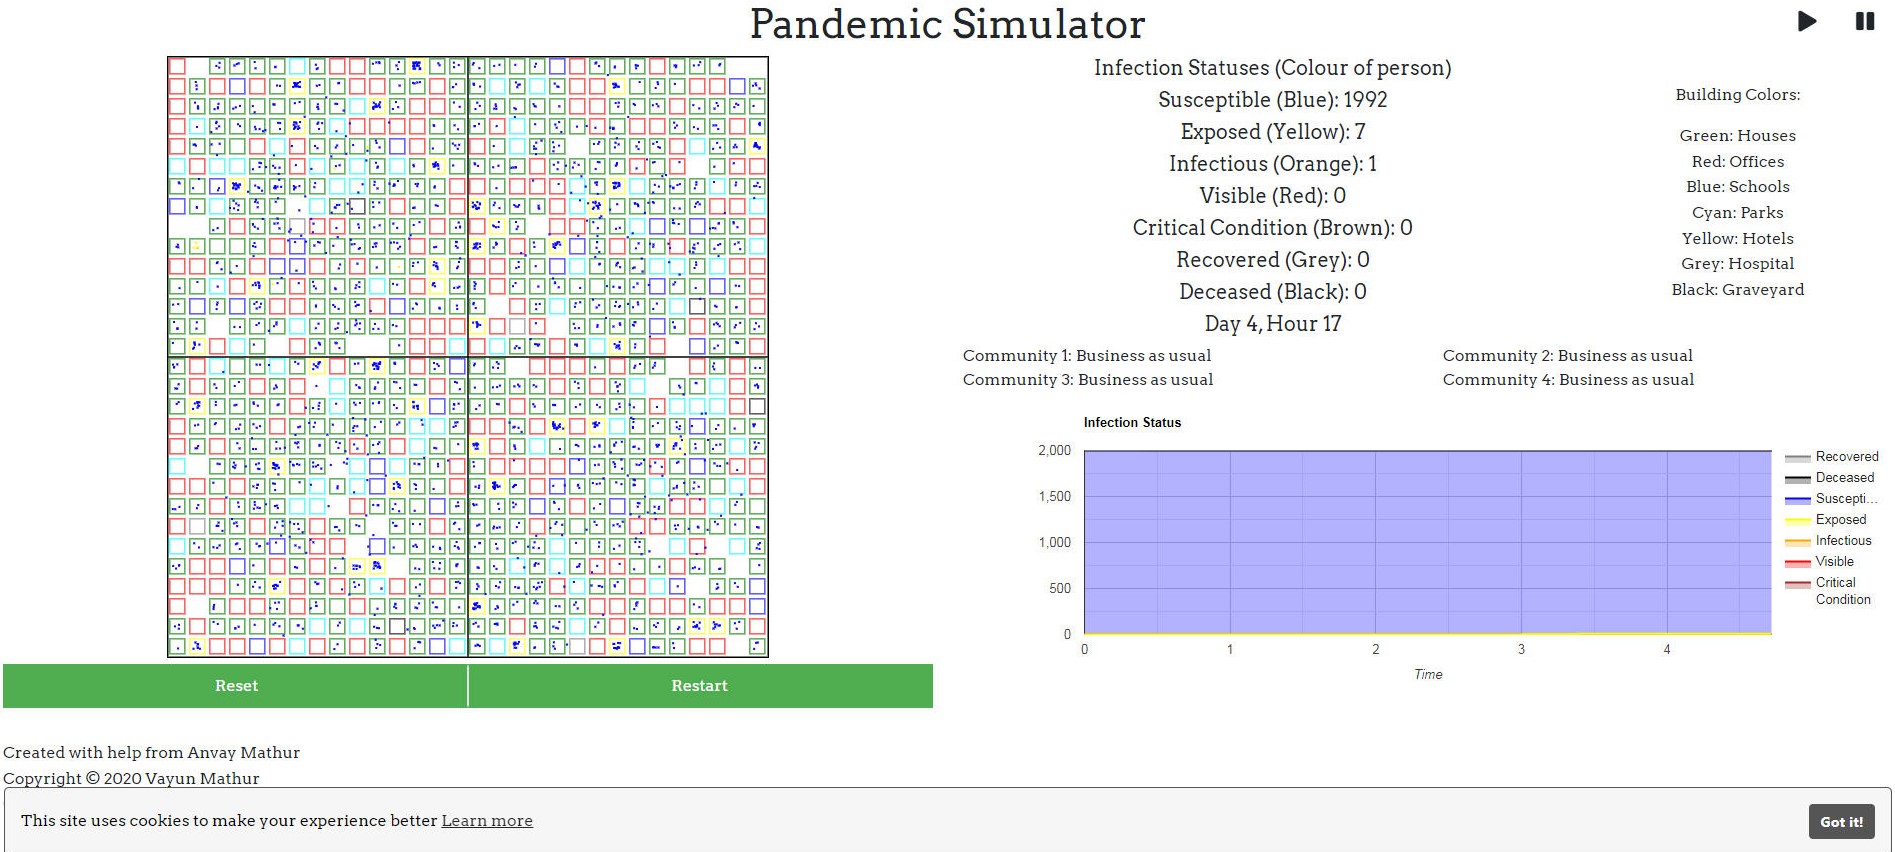 Pandemic Simulator
Infection Statuses (Colour of person)
Susceptible (Blue): 1992
Exposed (Yellow): 7
Infectious (Orange): 1
Visible (Red): 0
Critical Condition (Brown): 0
Recovered (Grey): 0
Deceased (Black): 0
Day 4, Hour 17
Building Colors:
Green: Houses
Red: Offices
Blue: Schools
Cyan: Parks
Yellow: Hotels
Grey: Hospital
Black: Graveyard
Community 1: Business as usual
Community 2: Business as usual
Community 3: Business as usual
Community 4: Business as usual
Infection Status
2,000
1,500
1,000
500
0
0 1 2 3 4
Time
Recovered
Deceased
Suscepti...
Exposed
Infectious
Visible
Critical
Condition
Reset
Restart
Created with help from Anvay Mathur
Copyright © 2020 Vayun Mathur
This site uses cookies to make your experience better Learn more
Got it!